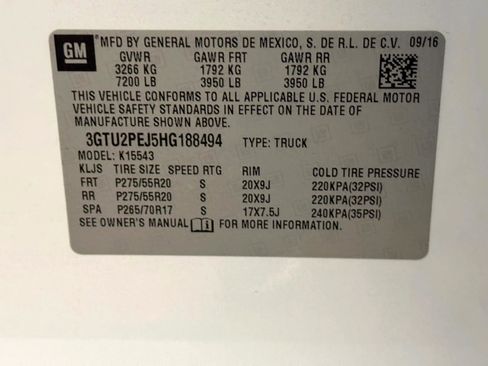 GM MFD BY GENERAL MOTORS DE MEXICO, S. DE R.L. DE C.V. 09/16
GVWR GAWR FRT GAWR RR
3266 KG 1792 KG 1792 KG
7200 LB 3950 LB 3950 LB
THIS VEHICLE CONFORMS TO ALL APPLICABLE U.S. FEDERAL MOTOR
VEHICLE SAFETY STANDARDS IN EFFECT ON THE DATE OF
MANUFACTURE SHOWN ABOVE.
3GTU2PEJ5HG188494 TYPE: TRUCK
MODEL: K15543
KLJS TIRE SIZE SPEED RTG RIM COLD TIRE PRESSURE
FRT P275/55R20 S 20X9J 220KPA(32PSI)
RR P275/55R20 S 20X9J 220KPA(32PSI)
SPA P265/70R17 S 17X7.5J 240KPA(35PSI)
SEE OWNER'S MANUAL FOR MORE INFORMATION